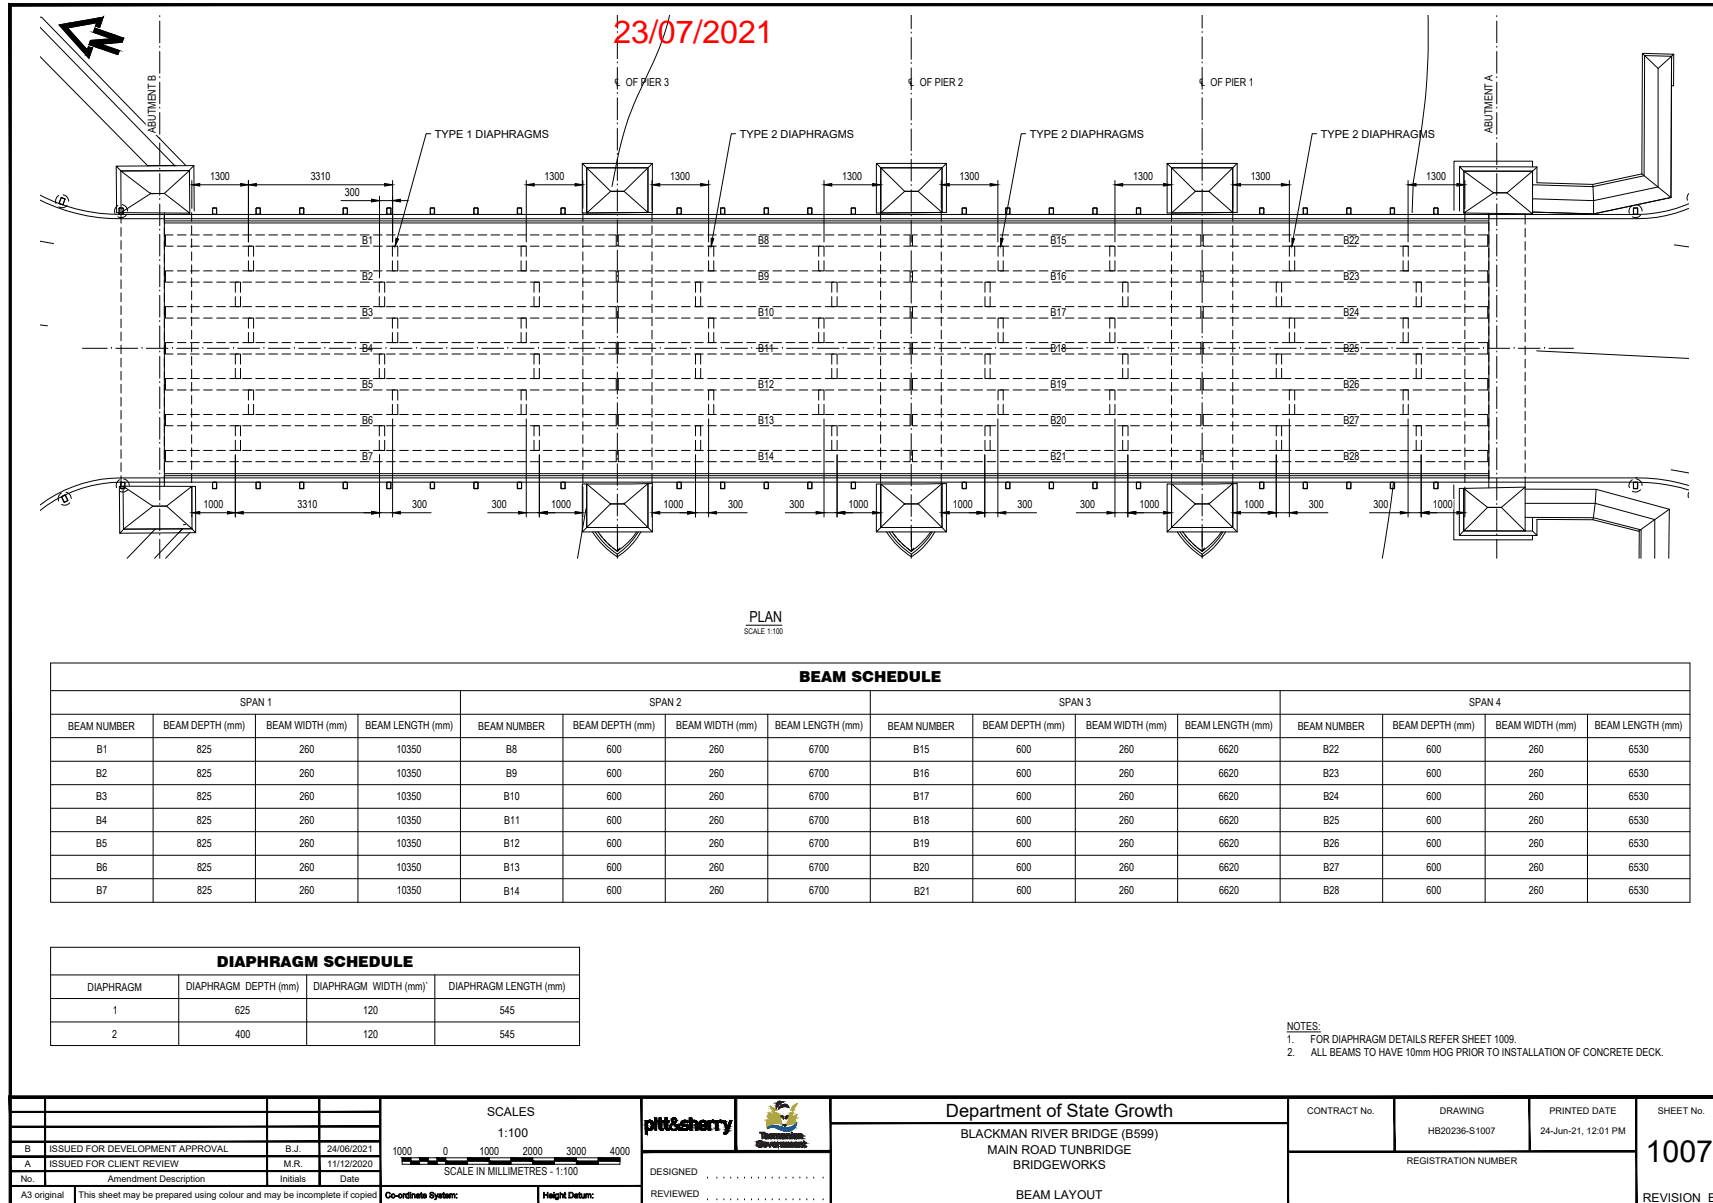 23/07/2021
ABUTMENT B
℄ OF PIER 3
℄ OF PIER 2
℄ OF PIER 1
ABUTMENT A
TYPE 1 DIAPHRAGMS
TYPE 2 DIAPHRAGMS
TYPE 2 DIAPHRAGMS
TYPE 2 DIAPHRAGMS
1300 3310 1300 1300 1300 1300 1300 1300 1300
300
B1 B8 B15 B22
B2 B9 B16 B23
B3 B10 B17 B24
B4 B11 B18 B25
B5 B12 B19 B26
B6 B13 B20 B27
B7 B14 B21 B28
1000 3310 300 300 1000 1000 300 300 1000 1000 300 300 1000 1000 300 300 1000
PLAN
SCALE 1:100
BEAM SCHEDULE
SPAN 1 SPAN 2 SPAN 3 SPAN 4
BEAM NUMBER BEAM DEPTH (mm) BEAM WIDTH (mm) BEAM LENGTH (mm) BEAM NUMBER BEAM DEPTH (mm) BEAM WIDTH (mm) BEAM LENGTH (mm) BEAM NUMBER BEAM DEPTH (mm) BEAM WIDTH (mm) BEAM LENGTH (mm) BEAM NUMBER BEAM DEPTH (mm) BEAM WIDTH (mm) BEAM LENGTH (mm)
B1 825 260 10350 B8 600 260 6700 B15 600 260 6620 B22 600 260 6530
B2 825 260 10350 B9 600 260 6700 B16 600 260 6620 B23 600 260 6530
B3 825 260 10350 B10 600 260 6700 B17 600 260 6620 B24 600 260 6530
B4 825 260 10350 B11 600 260 6700 B18 600 260 6620 B25 600 260 6530
B5 825 260 10350 B12 600 260 6700 B19 600 260 6620 B26 600 260 6530
B6 825 260 10350 B13 600 260 6700 B20 600 260 6620 B27 600 260 6530
B7 825 260 10350 B14 600 260 6700 B21 600 260 6620 B28 600 260 6530
DIAPHRAGM SCHEDULE
DIAPHRAGM DIAPHRAGM DEPTH (mm) DIAPHRAGM WIDTH (mm)` DIAPHRAGM LENGTH (mm)
1 625 120 545
2 400 120 545
NOTES:
1. FOR DIAPHRAGM DETAILS REFER SHEET 1009.
2. ALL BEAMS TO HAVE 10mm HOG PRIOR TO INSTALLATION OF CONCRETE DECK.
B ISSUED FOR DEVELOPMENT APPROVAL B.J. 24/06/2021
A ISSUED FOR CLIENT REVIEW M.R. 11/12/2020
No. Amendment Description Initials Date
A3 original This sheet may be prepared using colour and may be incomplete if copied
SCALES
1:100
1000 0 1000 2000 3000 4000
SCALE IN MILLIMETRES - 1:100
Co-ordinate System: Height Datum:
pitt&sherry
Tasmanian
Government
DESIGNED
REVIEWED
Department of State Growth
BLACKMAN RIVER BRIDGE (B599)
MAIN ROAD TUNBRIDGE
BRIDGEWORKS
BEAM LAYOUT
CONTRACT No.
DRAWING
HB20236-S1007
PRINTED DATE
24-Jun-21, 12:01 PM
REGISTRATION NUMBER
SHEET No.
1007
REVISION